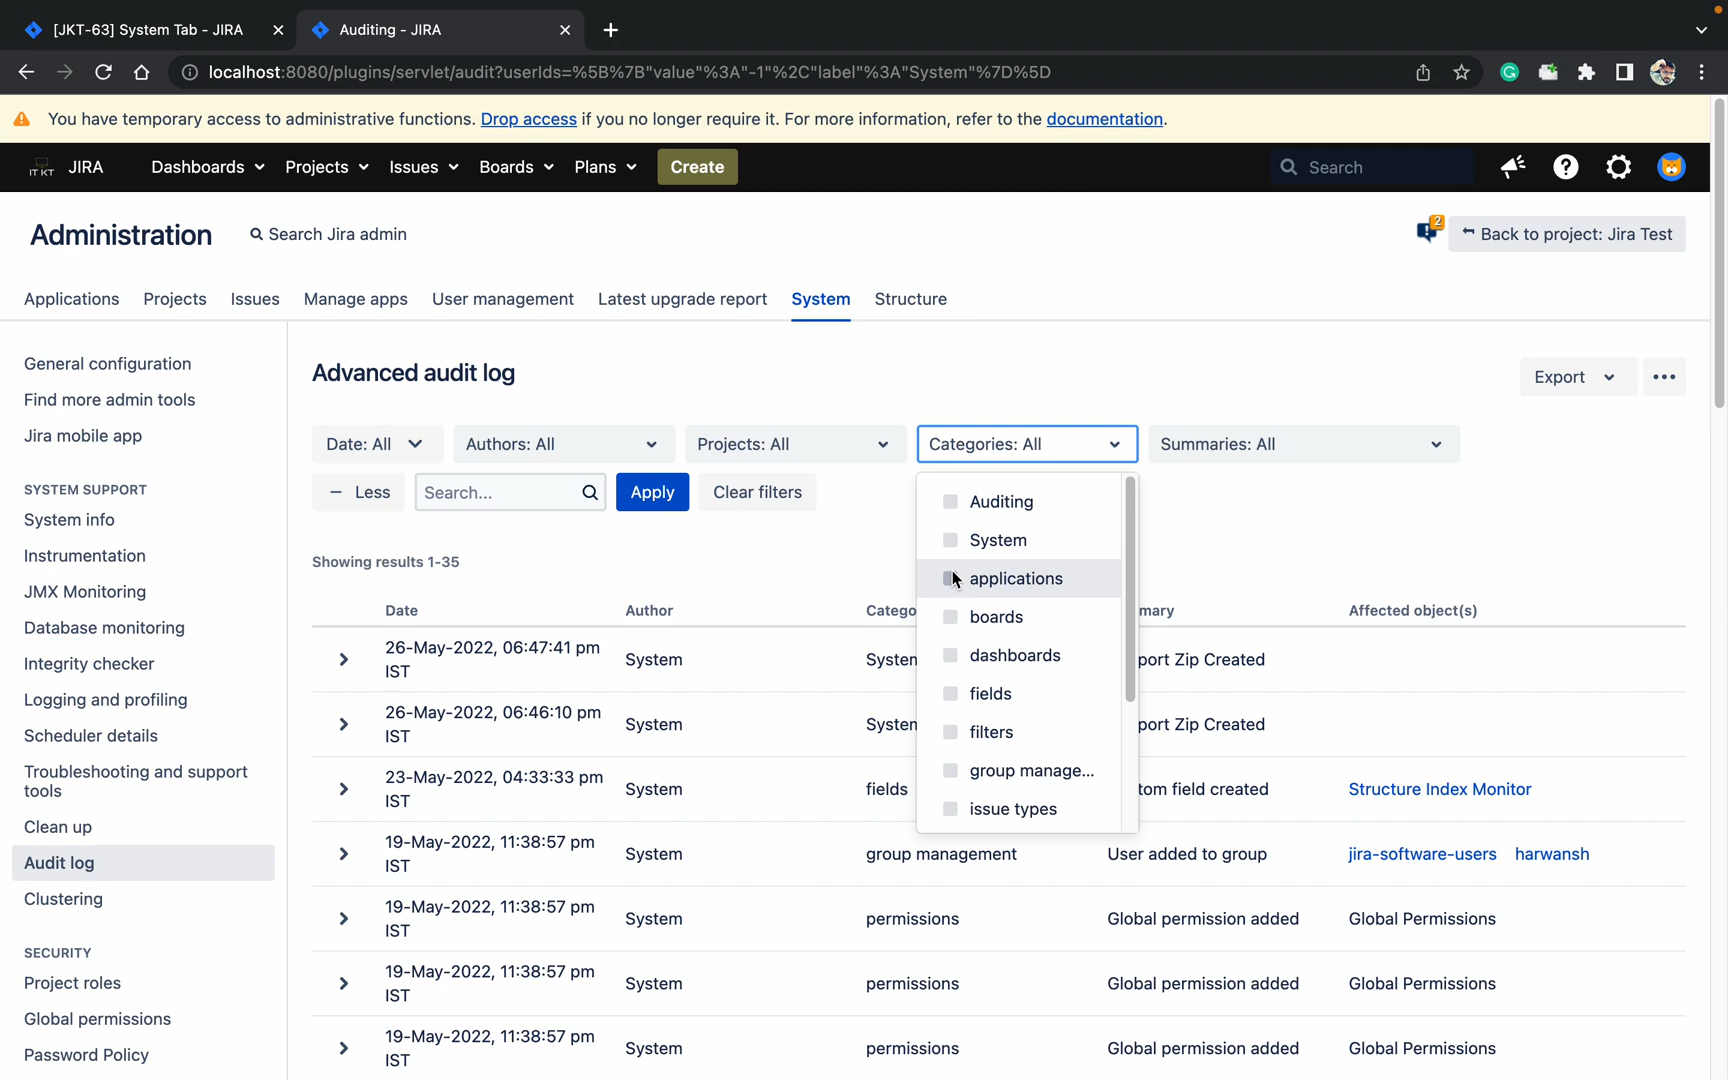 [JKT-63] System Tab - JIRA
Auditing - JIRA
localhost:8080/plugins/servlet/audit?userIds=%5B%7B"value"%3A"-1"%2C"label"%3A"System"%7D%5D
You have temporary access to administrative functions. Drop access if you no longer require it. For more information, refer to the documentation.
IT KT JIRA Dashboards Projects Issues Boards Plans Create Search
Administration Search Jira admin 2 Back to project: Jira Test
Applications Projects Issues Manage apps User management Latest upgrade report System Structure
General configuration
Find more admin tools
Jira mobile app
SYSTEM SUPPORT
System info
Instrumentation
JMX Monitoring
Database monitoring
Integrity checker
Logging and profiling
Scheduler details
Troubleshooting and support
tools
Clean up
Audit log
Clustering
SECURITY
Project roles
Global permissions
Password Policy
Advanced audit log
Export
Date: All Authors: All Projects: All Categories: All Summaries: All
Less Search... Apply Clear filters
Auditing
System
applications
boards
dashboards
fields
filters
group manage...
issue types
Showing results 1-35
Date Author Catego mary Affected object(s)
26-May-2022, 06:47:41 pm
IST
System System port Zip Created
26-May-2022, 06:46:10 pm
IST
System System port Zip Created
23-May-2022, 04:33:33 pm
IST
System fields tom field created Structure Index Monitor
19-May-2022, 11:38:57 pm
IST
System group management User added to group jira-software-users harwansh
19-May-2022, 11:38:57 pm
IST
System permissions Global permission added Global Permissions
19-May-2022, 11:38:57 pm
IST
System permissions Global permission added Global Permissions
19-May-2022, 11:38:57 pm
IST
System permissions Global permission added Global Permissions